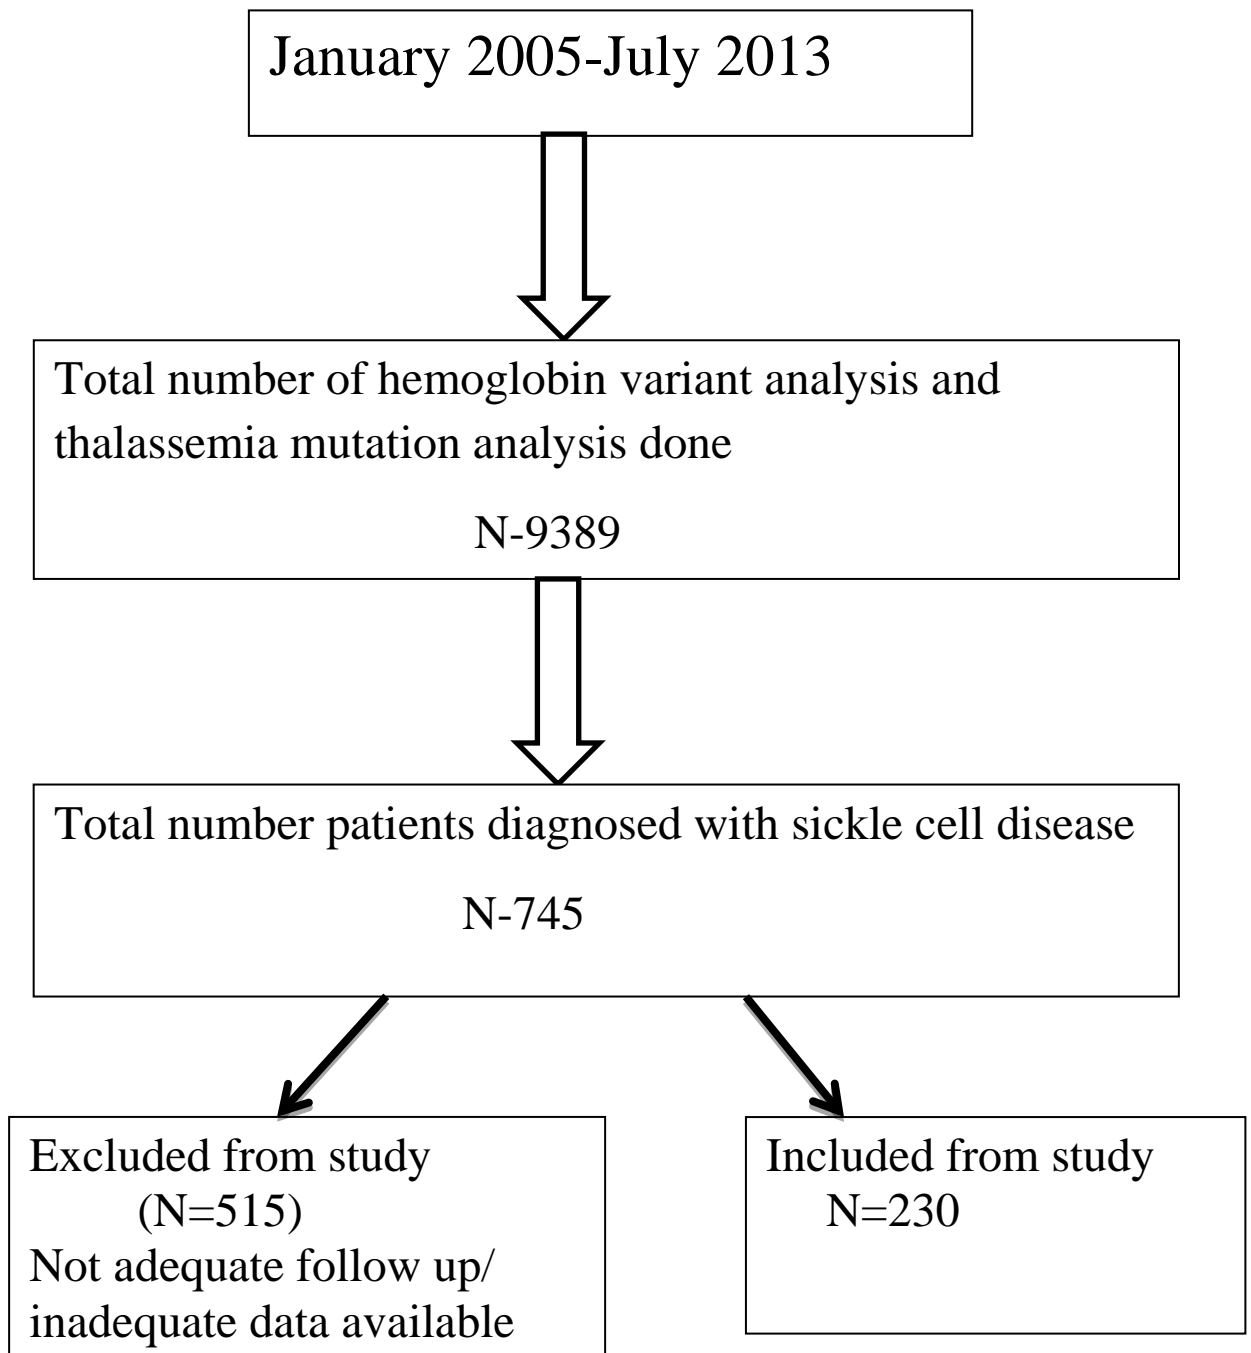 January 2005-July 2013
Total number of hemoglobin variant analysis and
thalassemia mutation analysis done
N-9389
Total number patients diagnosed with sickle cell disease
N-745
Excluded from study
(N=515)
Not adequate follow up/
inadequate data available
Included from study
N=230